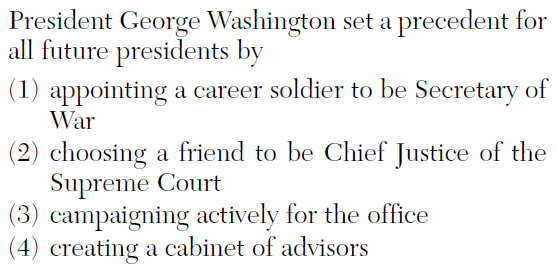 President George Washington set a precedent for
all future presidents by
(1) appointing a career soldier to be Secretary of
War
(2) choosing a friend to be Chief Justice of the
Supreme Court
(3) campaigning actively for the office
(4) creating a cabinet of advisors